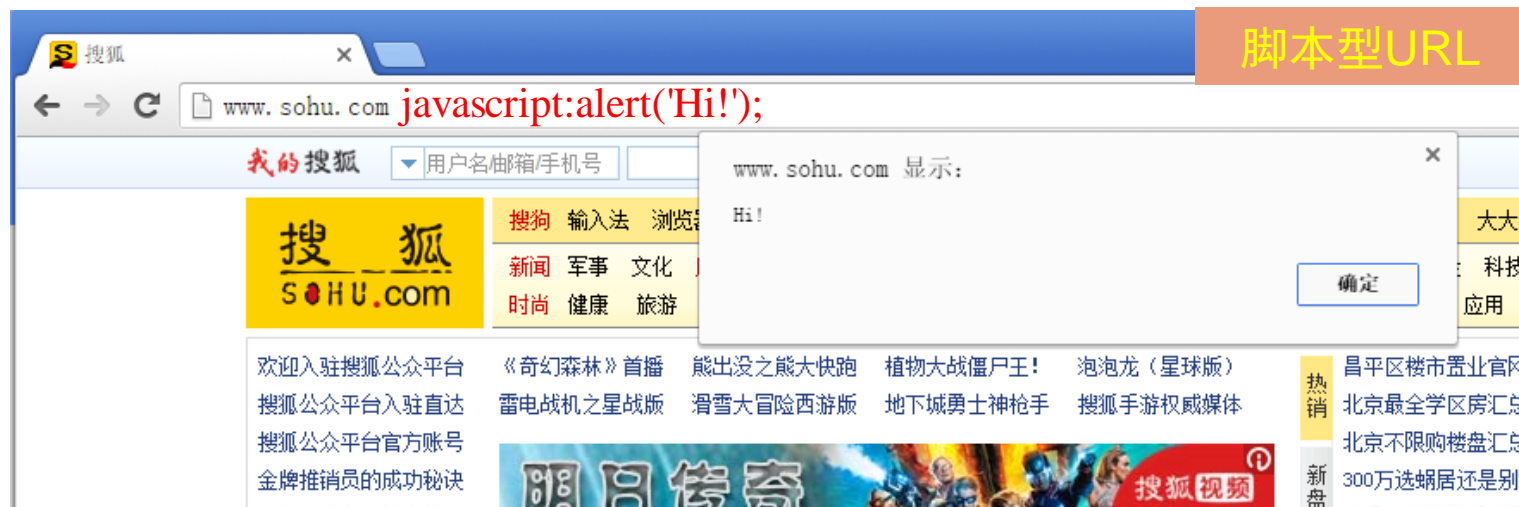 脚本型URL
搜狐
www.sohu.com javascript:alert('Hi!');
我的搜狐 用户名/邮箱/手机号
www.sohu.com 显示：
Hi!
确定
搜狐
SOHU.com
搜狗 输入法 大大
新闻 军事 文化 科技
时尚 健康 旅游 应用
欢迎入驻搜狐公众平台 《奇幻森林》首播 熊出没之熊大快跑 植物大战僵尸王！ 泡泡龙（星球版）
搜狐公众平台入驻直达 雷电战机之星战版 滑雪大冒险西游版 地下城勇士神枪手 搜狐手游权威媒体
搜狐公众平台官方账号
金牌推销员的成功秘诀
明日传奇
搜狐视频
热销
昌平区楼市置业官
北京最全学区房汇
北京不限购楼盘汇
新盘
300万选蜗居还是别